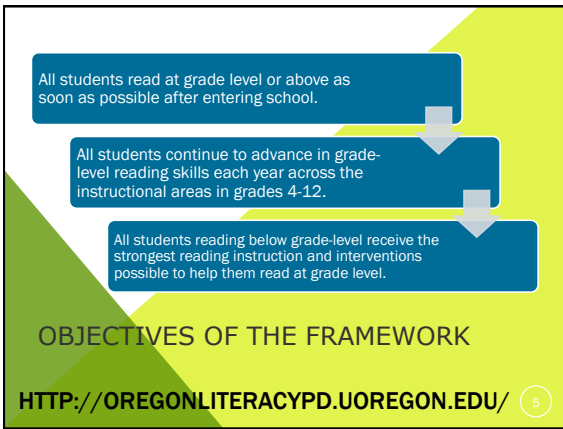 All students read at grade level or above as
soon as possible after entering school.
All students continue to advance in grade-
level reading skills each year across the
instructional areas in grades 4-12.
All students reading below grade-level receive the
strongest reading instruction and interventions
possible to help them read at grade level.
OBJECTIVES OF THE FRAMEWORK
HTTP://OREGONLITERACYPD.UOREGON.EDU/ 5